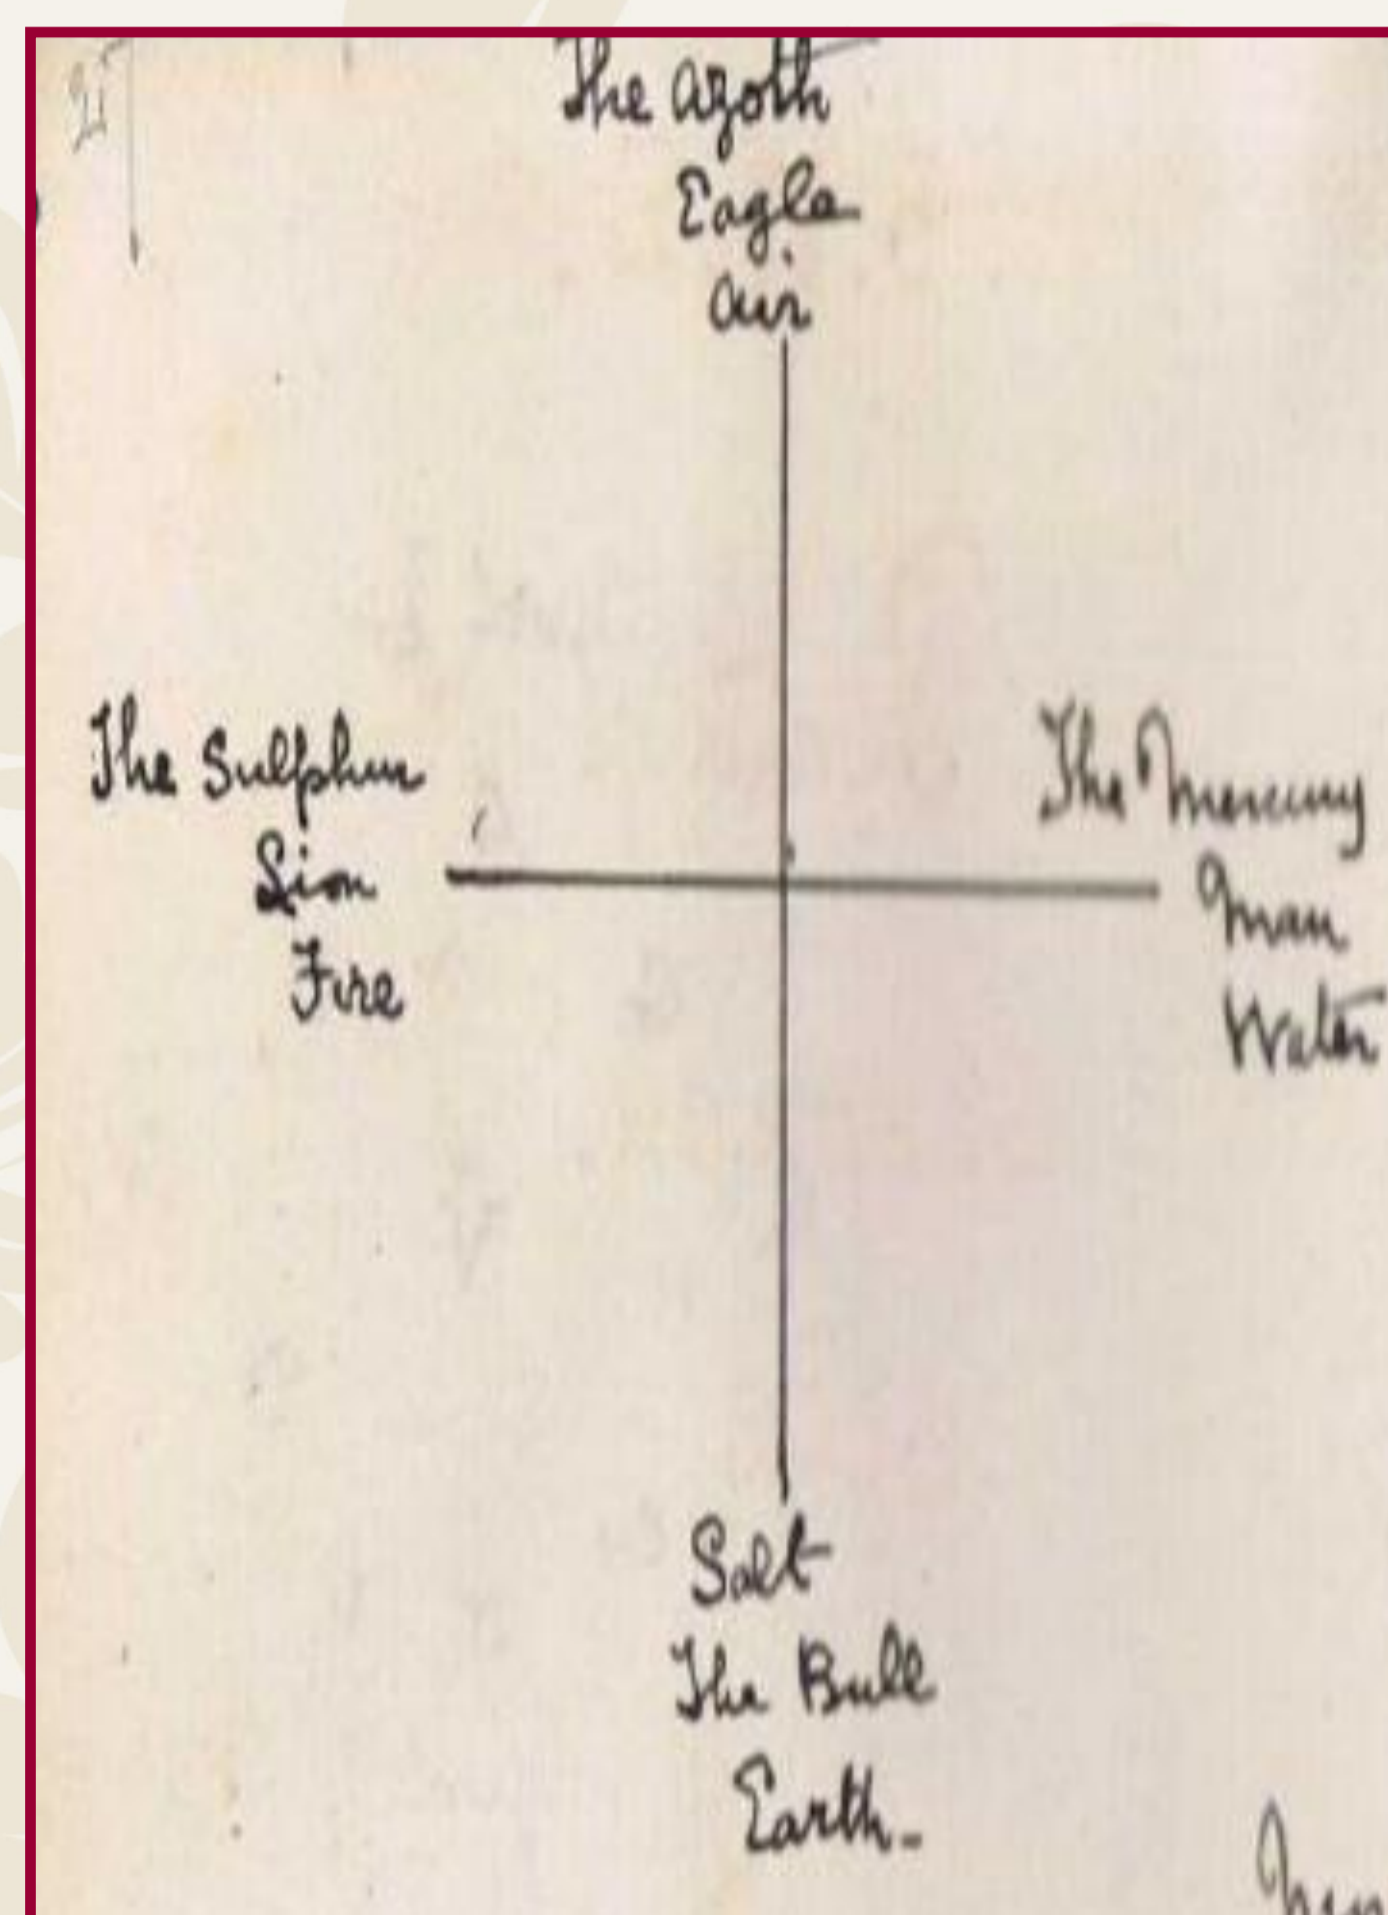 The Azoth
Eagle
Air
The Sulphur
Lion
Fire
The Mercury
Man
Water
Salt
The Bull
Earth-